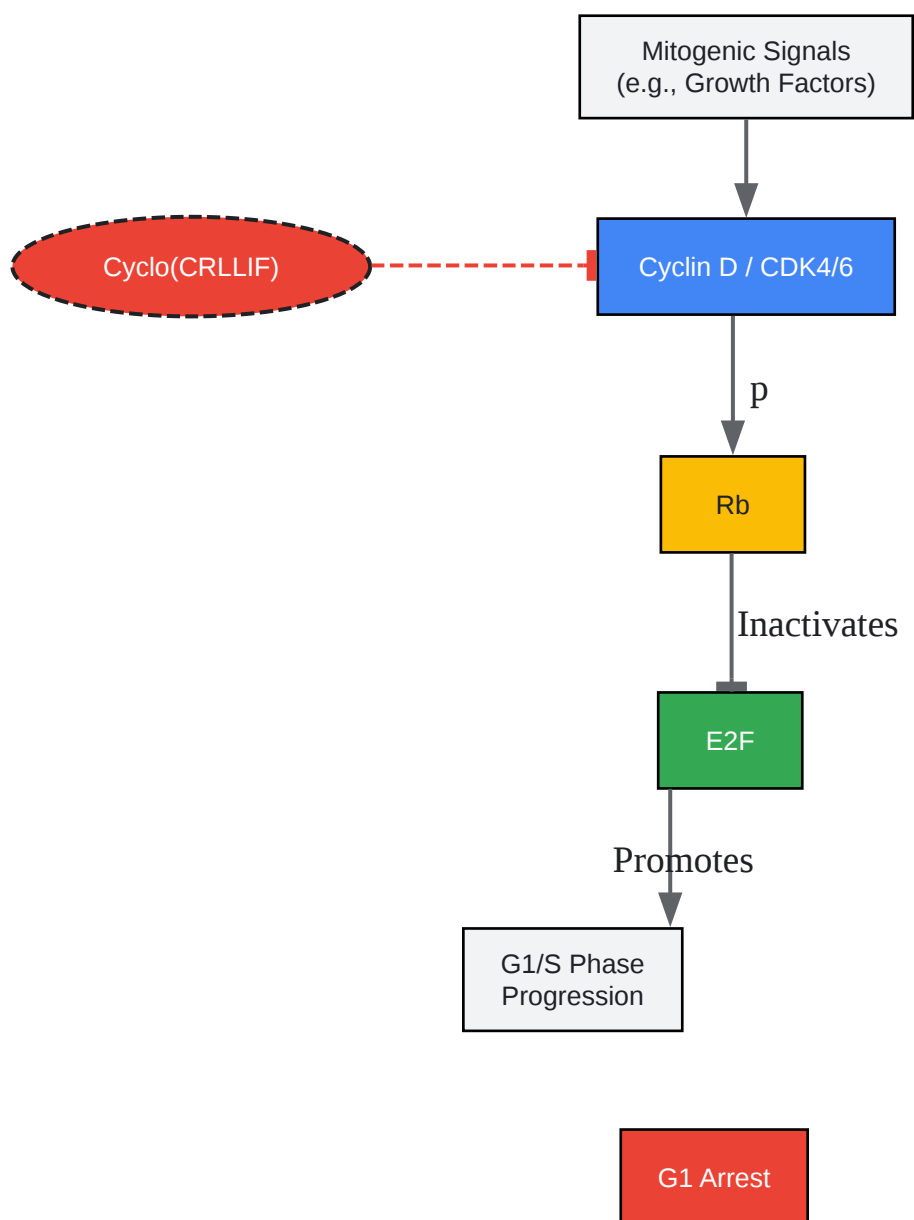 Mitogenic Signals
(e.g., Growth Factors)
Cyclo(CRLLIF)
Cyclin D / CDK4/6
p
Rb
Inactivates
E2F
Promotes
G1/S Phase
Progression
G1 Arrest